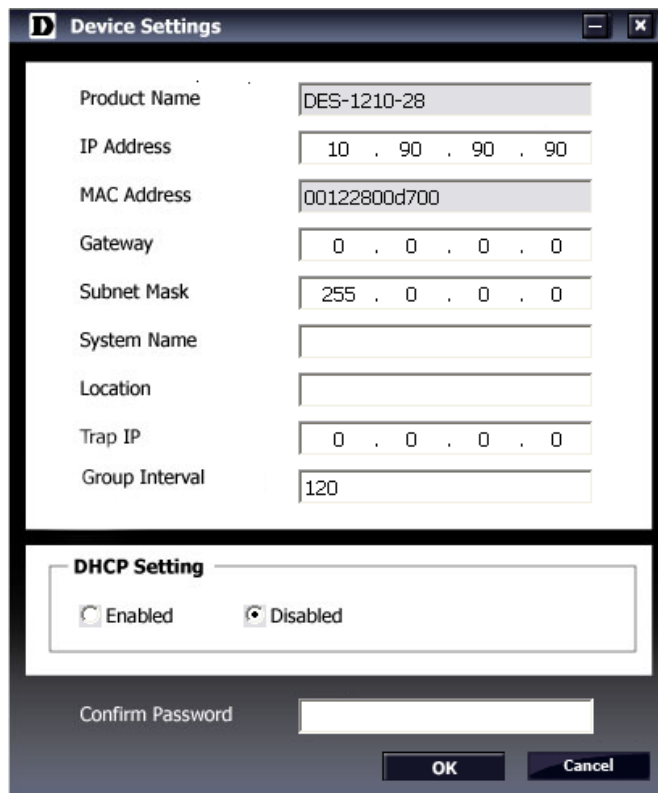 D Device Settings
Product Name DES-1210-28
IP Address 10 . 90 . 90 . 90
MAC Address 00122800d700
Gateway 0 . 0 . 0 . 0
Subnet Mask 255 . 0 . 0 . 0
System Name
Location
Trap IP 0 . 0 . 0 . 0
Group Interval 120
DHCP Setting
Enabled Disabled
Confirm Password
OK Cancel